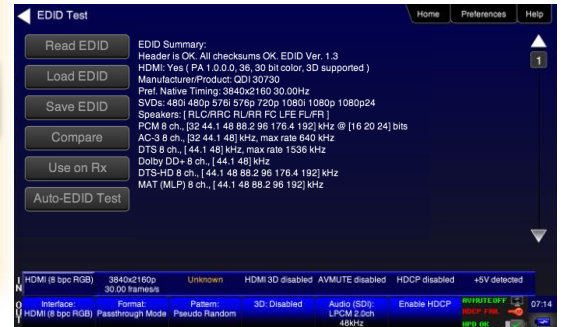 EDID Test
Home
Preferences
Help
Read EDID
Load EDID
Save EDID
Compare
Use on Rx
Auto-EDID Test
EDID Summary:
Header is OK. All checksums OK. EDID Ver. 1.3
HDMI: Yes ( PA 1.0.0.0, 36, 30 bit color, 3D supported )
Manufacturer/Product: QDI 30730
Pref. Native Timing: 3840x2160 30.00Hz
SVDs: 480i 480p 576i 576p 720p 1080i 1080p 1080p24
Speakers: [ RLC/RRC RL/RR FC LFE FL/FR ]
PCM 8 ch., [32 44.1 48 88.2 96 176.4 192] kHz @ [16 20 24] bits
AC-3 8 ch., [32 44.1 48] kHz, max rate 640 kHz
DTS 8 ch., [ 44.1 48] kHz, max rate 1536 kHz
Dolby DD+ 8 ch., [ 44.1 48] kHz
DTS-HD 8 ch., [ 44.1 48 88.2 96 176.4 192] kHz
MAT (MLP) 8 ch., [ 44.1 48 88.2 96 192] kHz
1
IN
HDMI (8 bpc RGB)
3840x2160p
30.00 frames/s
Unknown
HDMI 3D disabled
AVMUTE disabled
HDCP disabled
+5V detected
OUT
Interface:
HDMI (8 bpc RGB)
Format:
Passthrough Mode
Pattern:
Pseudo Random
3D: Disabled
Audio (SDI):
LPCM 2.0ch
48kHz
Enable HDCP
AVMUTE OFF
HDCP FAIL
HPD OK
07:14